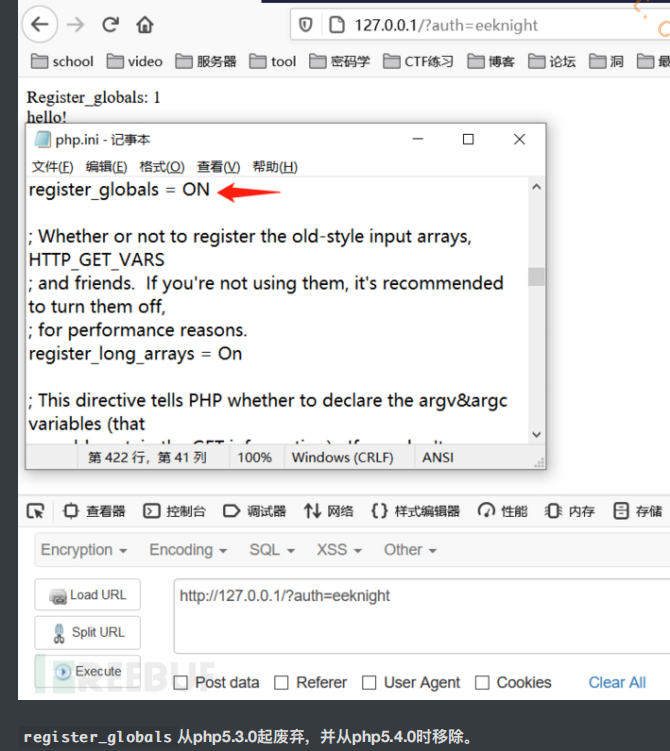 127.0.0.1/?auth=eeknight
school video 服务器 tool 密码学 CTF练习 博客 论坛 洞
Register_globals: 1
hello!
php.ini - 记事本
文件(F) 编辑(E) 格式(O) 查看(V) 帮助(H)
register_globals = ON
; Whether or not to register the old-style input arrays,
HTTP_GET_VARS
; and friends. If you're not using them, it's recommended
to turn them off,
; for performance reasons.
register_long_arrays = On
; This directive tells PHP whether to declare the argv&argc
variables (that
第 422 行，第 41 列 100% Windows (CRLF) ANSI
查看器 控制台 调试器 网络 {} 样式编辑器 性能 内存 存储
Encryption Encoding SQL XSS Other
Load URL http://127.0.0.1/?auth=eeknight
Split URL
Execute
REEBUF
Post data Referer User Agent Cookies Clear All
register_globals 从php5.3.0起废弃，并从php5.4.0时移除。